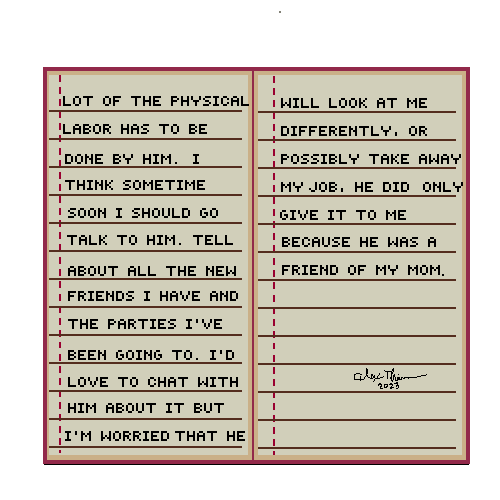 LOT OF THE PHYSICAL
LABOR HAS TO BE
DONE BY HIM. I
THINK SOMETIME
SOON I SHOULD GO
TALK TO HIM. TELL
ABOUT ALL THE NEW
FRIENDS I HAVE AND
THE PARTIES I'VE
BEEN GOING TO. I'D
LOVE TO CHAT WITH
HIM ABOUT IT BUT
I'M WORRIED THAT HE
WILL LOOK AT ME
DIFFERENTLY, OR
POSSIBLY TAKE AWAY
MY JOB, HE DID ONLY
GIVE IT TO ME
BECAUSE HE WAS A
FRIEND OF MY MOM.
2023